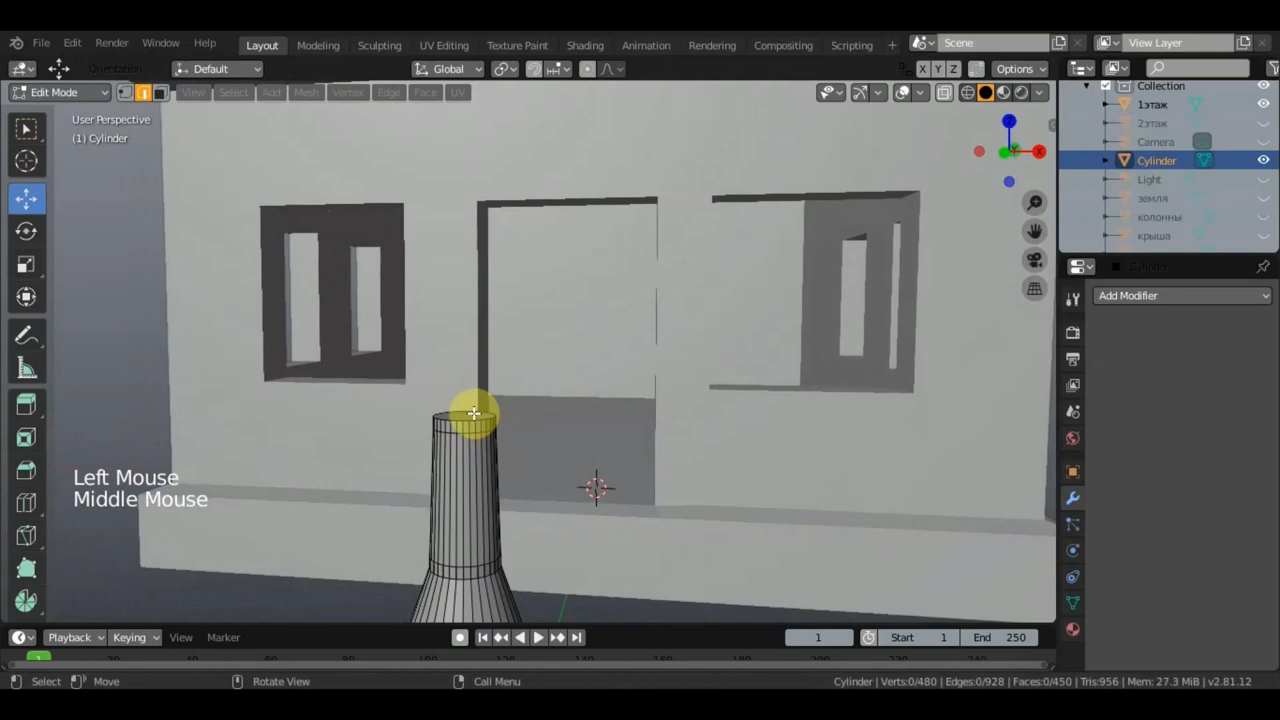 File Edit Render Window Help Layout Modeling Sculpting UV Editing Texture Paint Shading Animation Rendering Compositing Scripting + Scene View Layer
Orientation: Default Global X Y Z Options
Edit Mode View Select Add Mesh Vertex Edge Face UV
User Perspective
(1) Cylinder
Z
X
Y
Collection
1этаж
2этаж
Camera
Cylinder
Light
земля
колонны
крыша
Cylinder
Add Modifier
Left Mouse
Middle Mouse
Playback Keying View Marker 1 Start 1 End 250
1
Select Move Rotate View Call Menu Cylinder | Verts:0/480 | Edges:0/928 | Faces:0/450 | Tris:956 | Mem: 27.3 MiB | v2.81.12